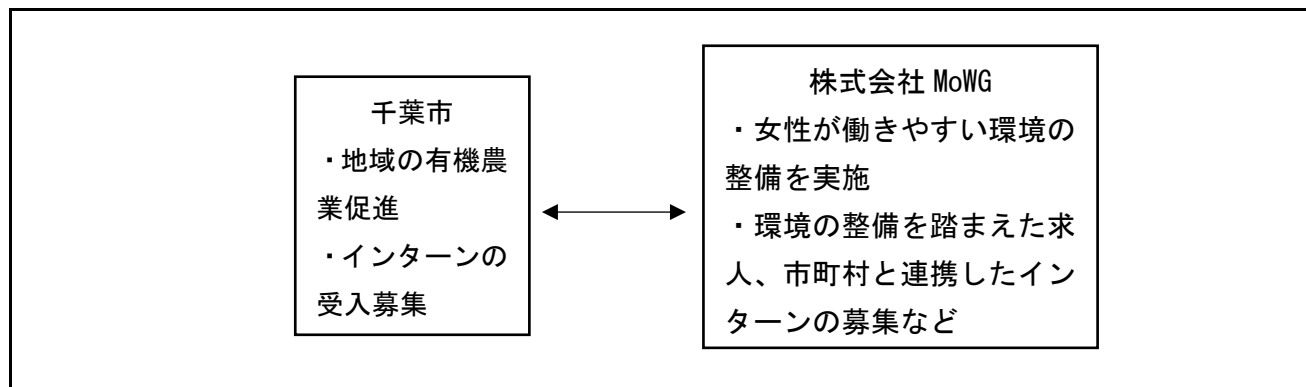 千葉市
・地域の有機農
業促進
・インターンの
受入募集
株式会社 MoWG
・女性が働きやすい環境の
整備を実施
・環境の整備を踏まえた求
人、市町村と連携したイン
ターンの募集など